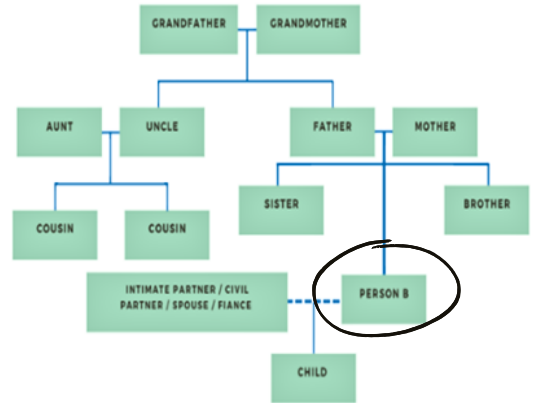 GRANDFATHER
GRANDMOTHER
AUNT
UNCLE
FATHER
MOTHER
SISTER
BROTHER
COUSIN
COUSIN
INTIMATE PARTNER / CIVIL
PARTNER / SPOUSE / FIANCE
PERSON B
CHILD